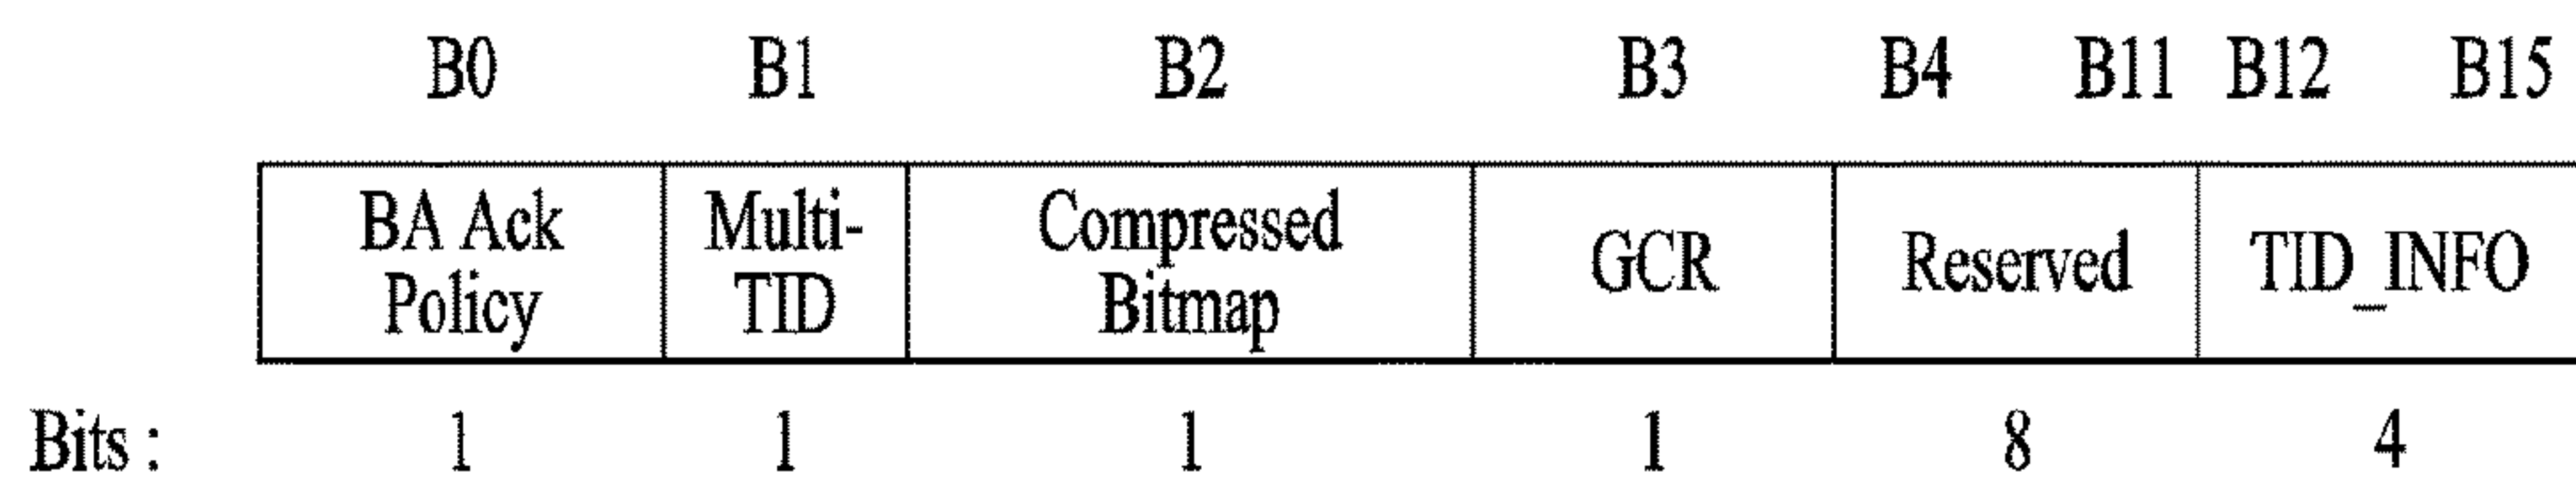 B0 B1 B2 B3 B4 B11 B12 B15
BA Ack Multi- Compressed GCR Reserved TID_INFO
Policy TID Bitmap
Bits : 1 1 1 1 8 4